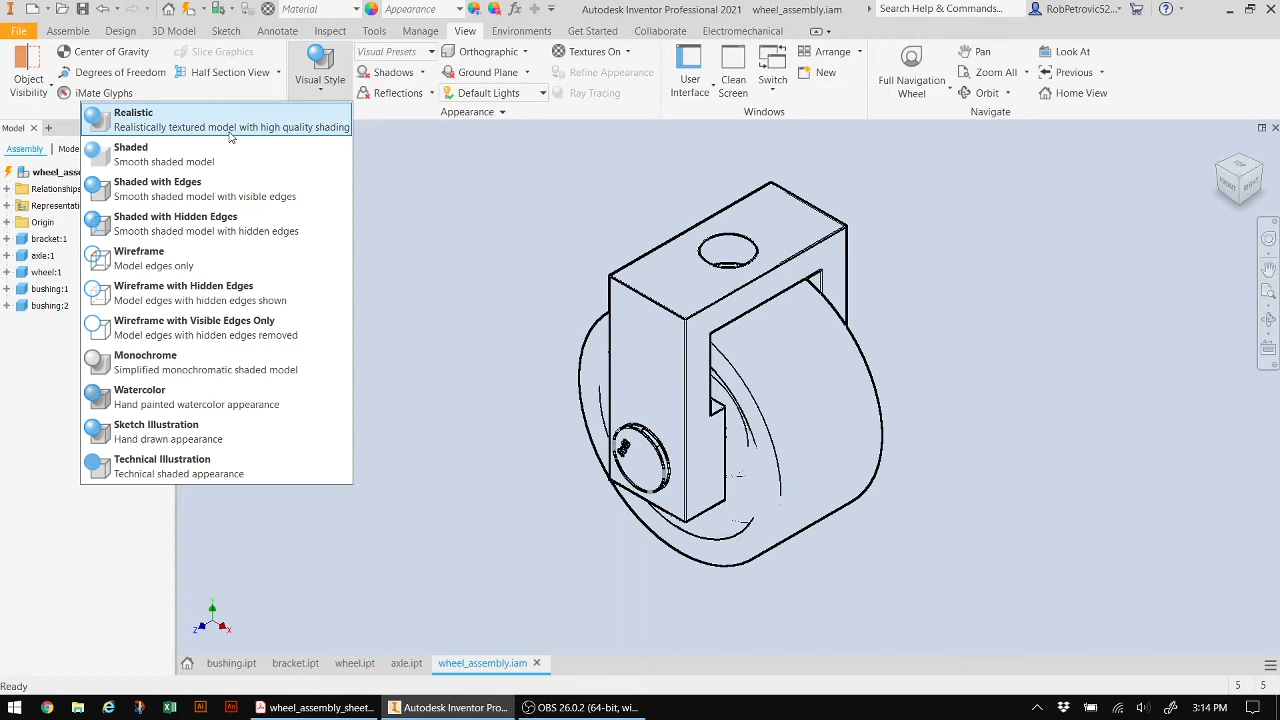 Material
Appearance
Autodesk Inventor Professional 2021
wheel_assembly.iam
Search Help & Commands...
Robpetrovic52...
File
Assemble
Design
3D Model
Sketch
Annotate
Inspect
Tools
Manage
View
Environments
Get Started
Collaborate
Electromechanical
Object
Visibility
Center of Gravity
Degrees of Freedom
iMate Glyphs
Slice Graphics
Half Section View
Visual Style
Visual Presets
Shadows
Reflections
Orthographic
Ground Plane
Default Lights
Textures On
Refine Appearance
Ray Tracing
Appearance
User
Interface
Clean
Screen
Switch
Arrange
New
Windows
Full Navigation
Wheel
Pan
Zoom All
Orbit
Look At
Previous
Home View
Navigate
Model
Assembly
Mode
wheel_ass
Relationships
Representati
Origin
bracket:1
axle:1
wheel:1
bushing:1
bushing:2
Realistic
Realistically textured model with high quality shading
Shaded
Smooth shaded model
Shaded with Edges
Smooth shaded model with visible edges
Shaded with Hidden Edges
Smooth shaded model with hidden edges
Wireframe
Model edges only
Wireframe with Hidden Edges
Model edges with hidden edges shown
Wireframe with Visible Edges Only
Model edges with hidden edges removed
Monochrome
Simplified monochromatic shaded model
Watercolor
Hand painted watercolor appearance
Sketch Illustration
Hand drawn appearance
Technical Illustration
Technical shaded appearance
Z
X
bushing.ipt
bracket.ipt
wheel.ipt
axle.ipt
wheel_assembly.iam
Ready
5
5
wheel_assembly_sheet...
Autodesk Inventor Pro...
OBS 26.0.2 (64-bit, wi...
3:14 PM